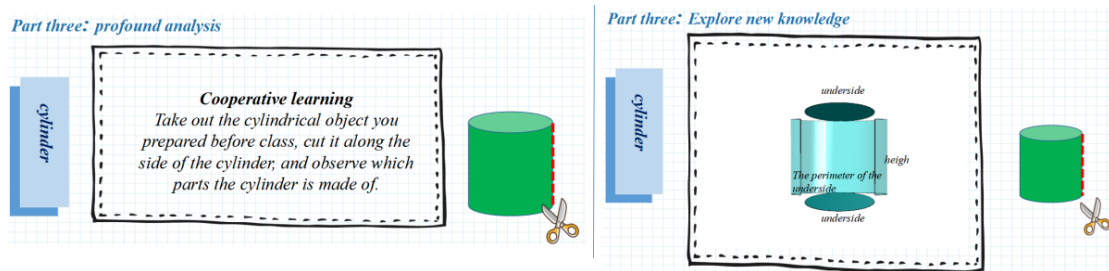 Part three: profound analysis
cylinder
Cooperative learning
Take out the cylindrical object you
prepared before class, cut it along the
side of the cylinder, and observe which
parts the cylinder is made of.
Part three: Explore new knowledge
cylinder
underside
heigh
The perimeter of the
underside
underside